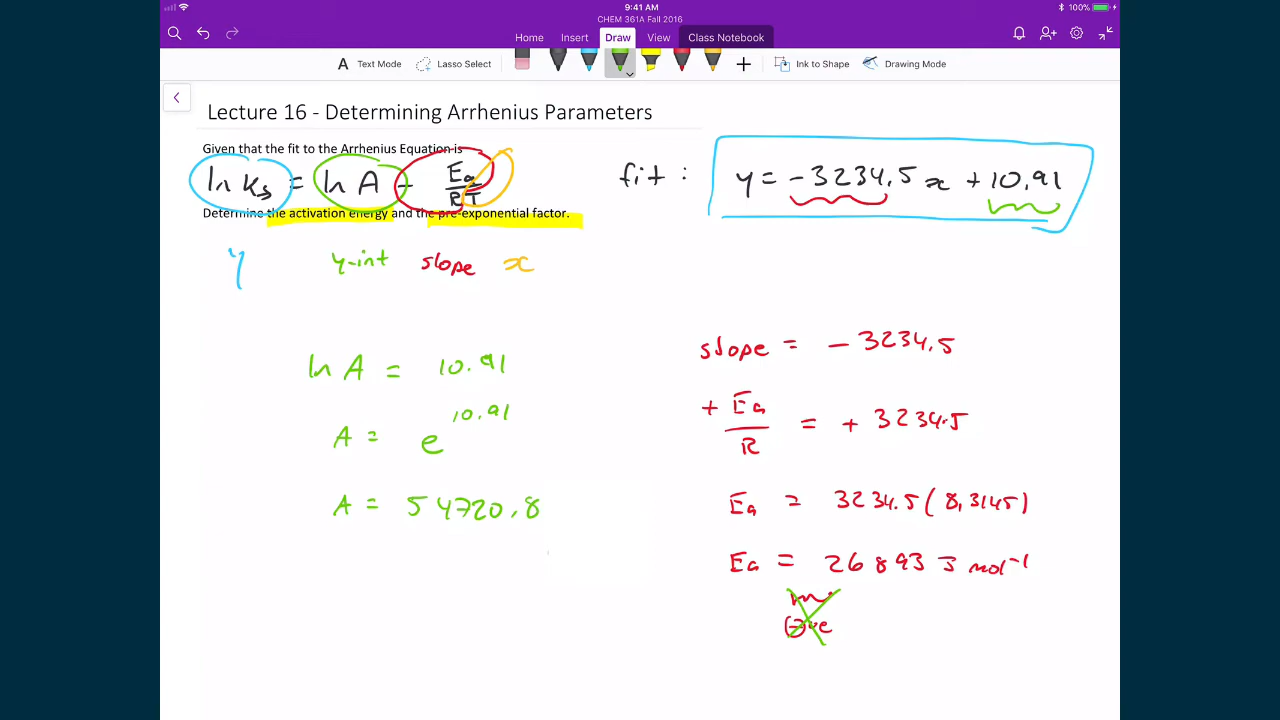 9:41 AM
100%
CHEM 361A Fall 2016
Home Insert Draw View Class Notebook
A Text Mode Lasso Select Ink to Shape Drawing Mode
Lecture 16 - Determining Arrhenius Parameters
Given that the fit to the Arrhenius Equation is
ln k₃ = ln A - Ea/RT
fit : y = -3234.5 x + 10.91
Determine the activation energy and the pre-exponential factor.
y y-int slope x
ln A = 10.91
A = e^10.91
A = 54720.8
slope = - 3234.5
+ Ea/R = + 3234.5
Ea = 3234.5 (8.3145)
Ea = 26893 J mol⁻¹